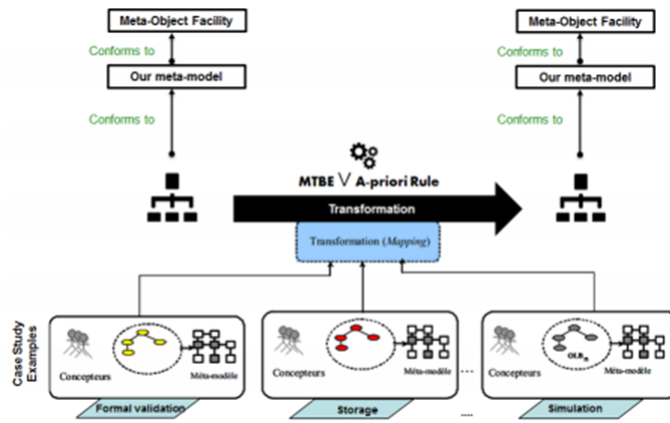 Meta-Object Facility
Meta-Object Facility
Conforms to
Conforms to
Our meta-model
Our meta-model
Conforms to
Conforms to
MTBE V A-priori Rule
Transformation
Transformation (Mapping)
Case Study
Examples
Concepteurs
Méta-modèle
Concepteurs
Méta-modèle
...
OLBn
Concepteurs
Méta-modèle
Formal validation
Storage
....
Simulation